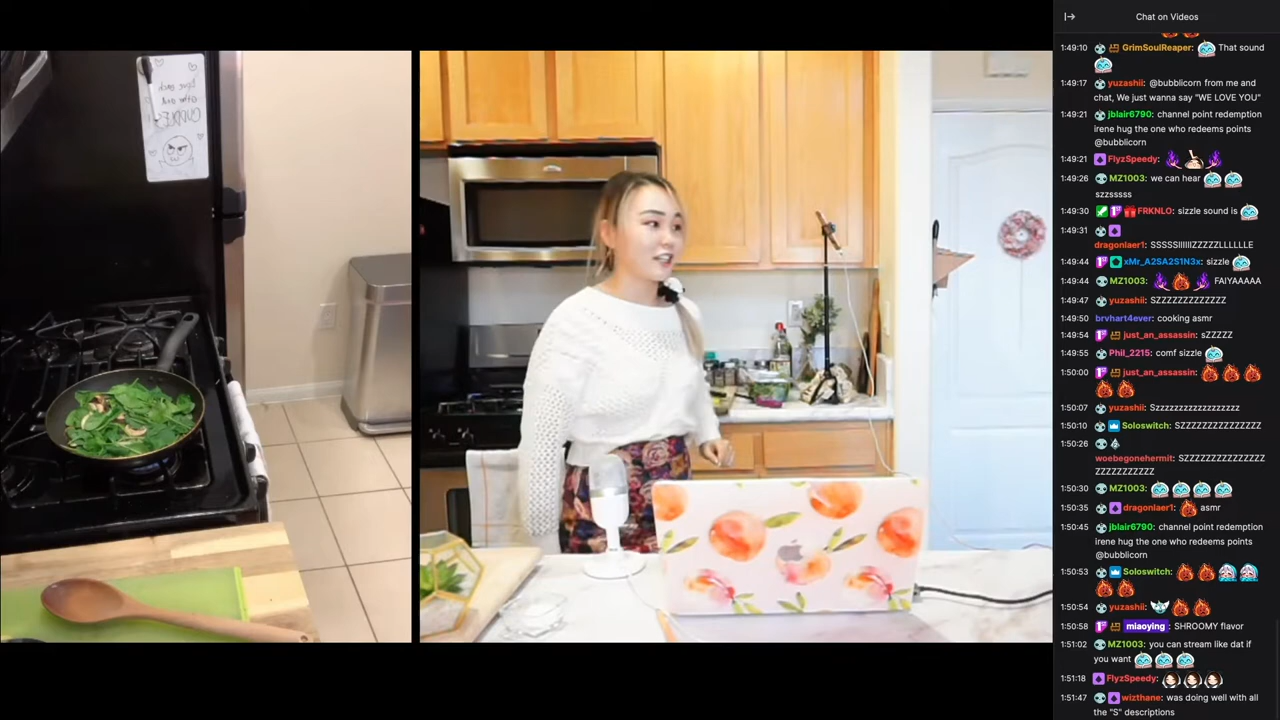 Chat on Videos
1:49:10 GrimSoulReaper: That sound
1:49:17 yuzashii: @bubblicorn from me and
chat, We just wanna say "WE LOVE YOU"
1:49:21 jblair6790: channel point redemption
irene hug the one who redeems points
@bubblicorn
1:49:21 FlyzSpeedy:
1:49:26 MZ1003: we can hear
szzsssss
1:49:30 FRKNLO: sizzle sound is
1:49:31
dragonlaer1: SSSSSIIIIIIZZZZZLLLLLLE
1:49:44 xMr_A2SA2S1N3x: sizzle
1:49:44 MZ1003: FAIYAAAAA
1:49:47 yuzashii: SZZZZZZZZZZZZZ
1:49:50 brvhart4ever: cooking asmr
1:49:54 just_an_assassin: sZZZZZ
1:49:55 Phil_2215: comf sizzle
1:50:00 just_an_assassin:
1:50:07 yuzashii: Szzzzzzzzzzzzzzzzz
1:50:10 Soloswitch: SZZZZZZZZZZZZZZ
1:50:26
woebegonehermit: SZZZZZZZZZZZZZZ
ZZZZZZZZZZZ
1:50:30 MZ1003:
1:50:35 dragonlaer1: asmr
1:50:45 jblair6790: channel point redemption
irene hug the one who redeems points
@bubblicorn
1:50:53 Soloswitch:
1:50:54 yuzashii:
1:50:58 miaoying: SHROOMY flavor
1:51:02 MZ1003: you can stream like dat if
you want
1:51:18 FlyzSpeedy:
1:51:47 wizthane: was doing well with all
the "S" descriptions